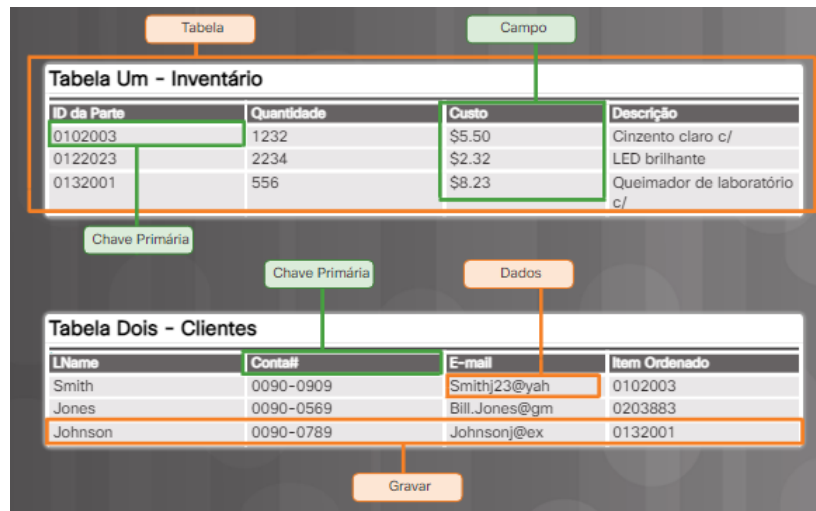 Tabela Campo
Tabela Um - Inventário
ID da Parte Quantidade Custo Descrição
0102003 1232 $5.50 Cinzento claro c/
0122023 2234 $2.32 LED brilhante
0132001 556 $8.23 Queimador de laboratório
c/
Chave Primária
Chave Primária Dados
Tabela Dois - Clientes
LName Conta# E-mail Item Ordenado
Smith 0090-0909 Smithj23@yah 0102003
Jones 0090-0569 Bill.Jones@gm 0203883
Johnson 0090-0789 Johnsonj@ex 0132001
Gravar